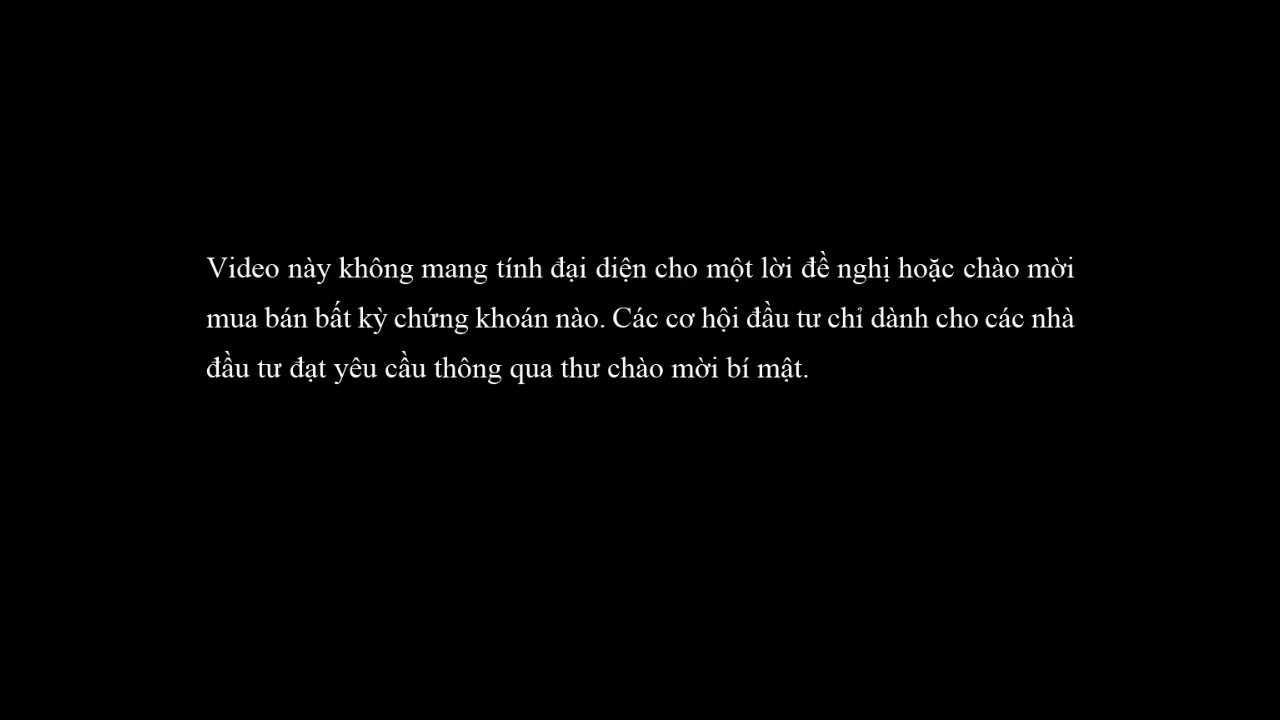 Video này không mang tính đại diện cho một lời đề nghị hoặc chào mời
mua bán bất kỳ chứng khoán nào. Các cơ hội đầu tư chỉ dành cho các nhà
đầu tư đạt yêu cầu thông qua thư chào mời bí mật.